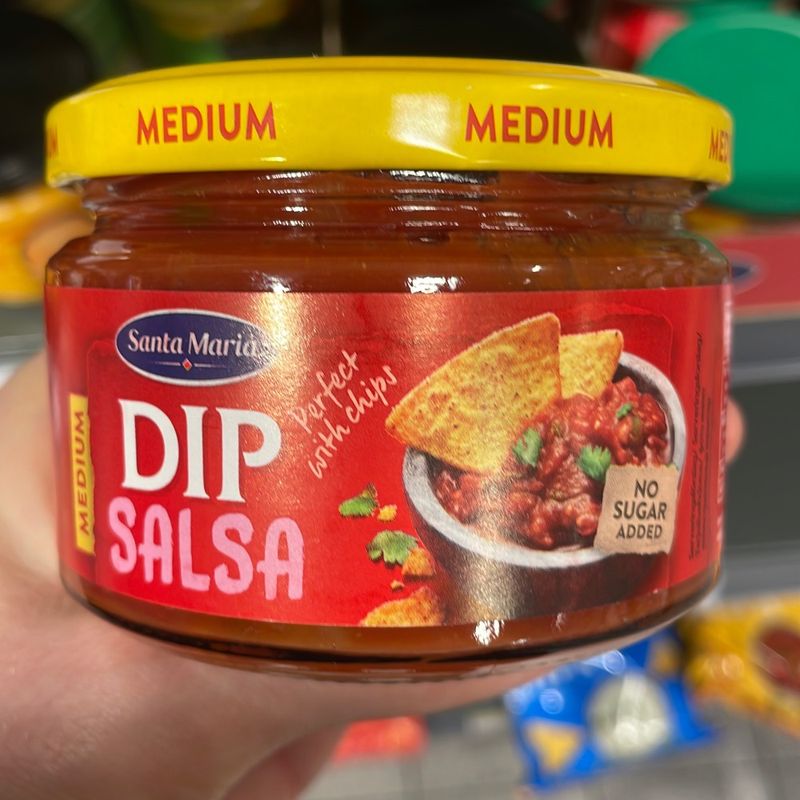 MEDIUM MEDIUM
Santa Maria
Perfect
with chips
DIP
SALSA
MEDIUM
NO
SUGAR
ADDED